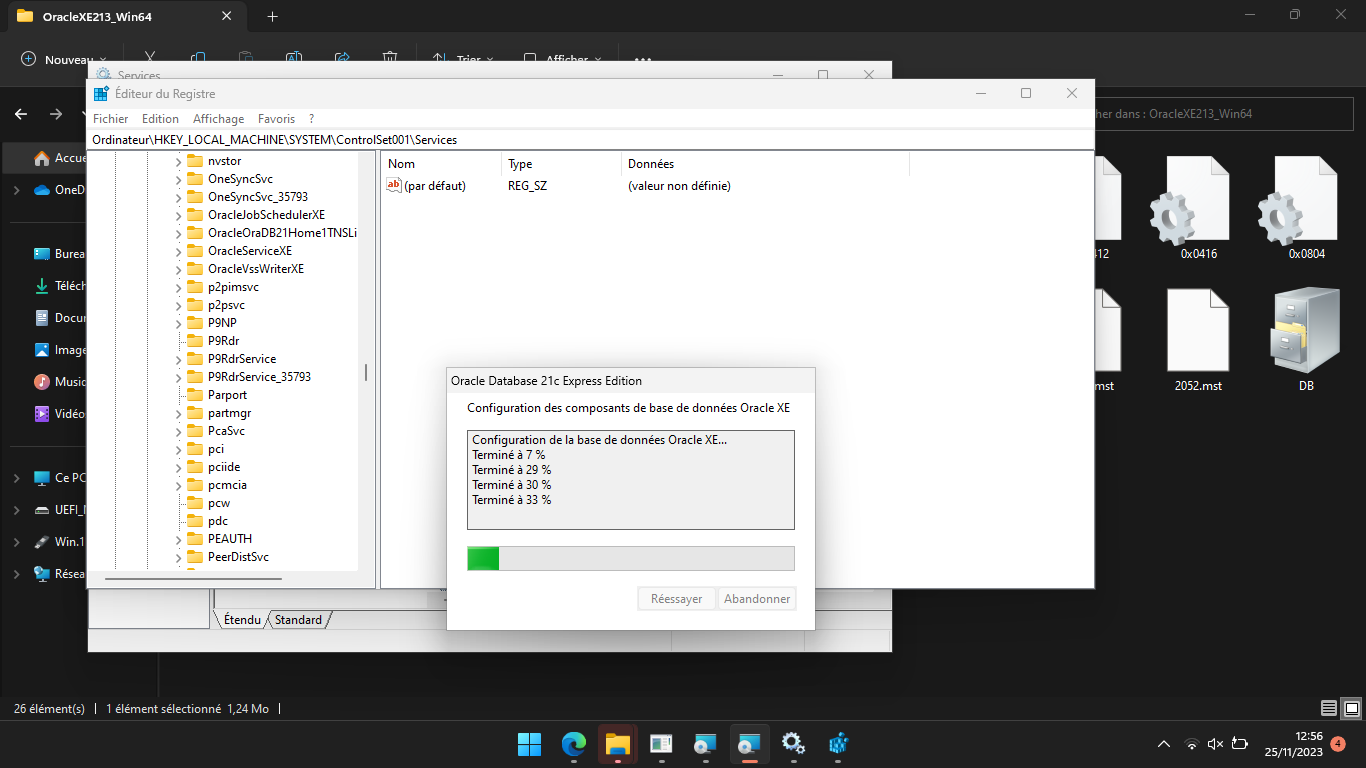 OracleXE213_Win64
Nouveau
Trier
Afficher
Services
Éditeur du Registre
Fichier Edition Affichage Favoris ?
Ordinateur\HKEY_LOCAL_MACHINE\SYSTEM\ControlSet001\Services
dans : OracleXE213_Win64
nvstor
OneSyncSvc
OneSyncSvc_35793
OracleJobSchedulerXE
OracleOraDB21Home1TNSLi
OracleServiceXE
OracleVssWriterXE
p2pimsvc
p2psvc
P9NP
P9Rdr
P9RdrService
P9RdrService_35793
Parport
partmgr
PcaSvc
pci
pciide
pcmcia
pcw
pdc
PEAUTH
PeerDistSvc
Nom Type Données
(par défaut) REG_SZ (valeur non définie)
Accue
OneD
Burea
Téléch
Docu
Image
Music
Vidéo
Ce PC
UEFI_
Win.1
Résea
412
0x0416
0x0804
mst
2052.mst
DB
Oracle Database 21c Express Edition
Configuration des composants de base de données Oracle XE
Configuration de la base de données Oracle XE...
Terminé à 7 %
Terminé à 29 %
Terminé à 30 %
Terminé à 33 %
Réessayer Abandonner
Étendu Standard
26 élément(s) 1 élément sélectionné 1,24 Mo
12:56
25/11/2023
4